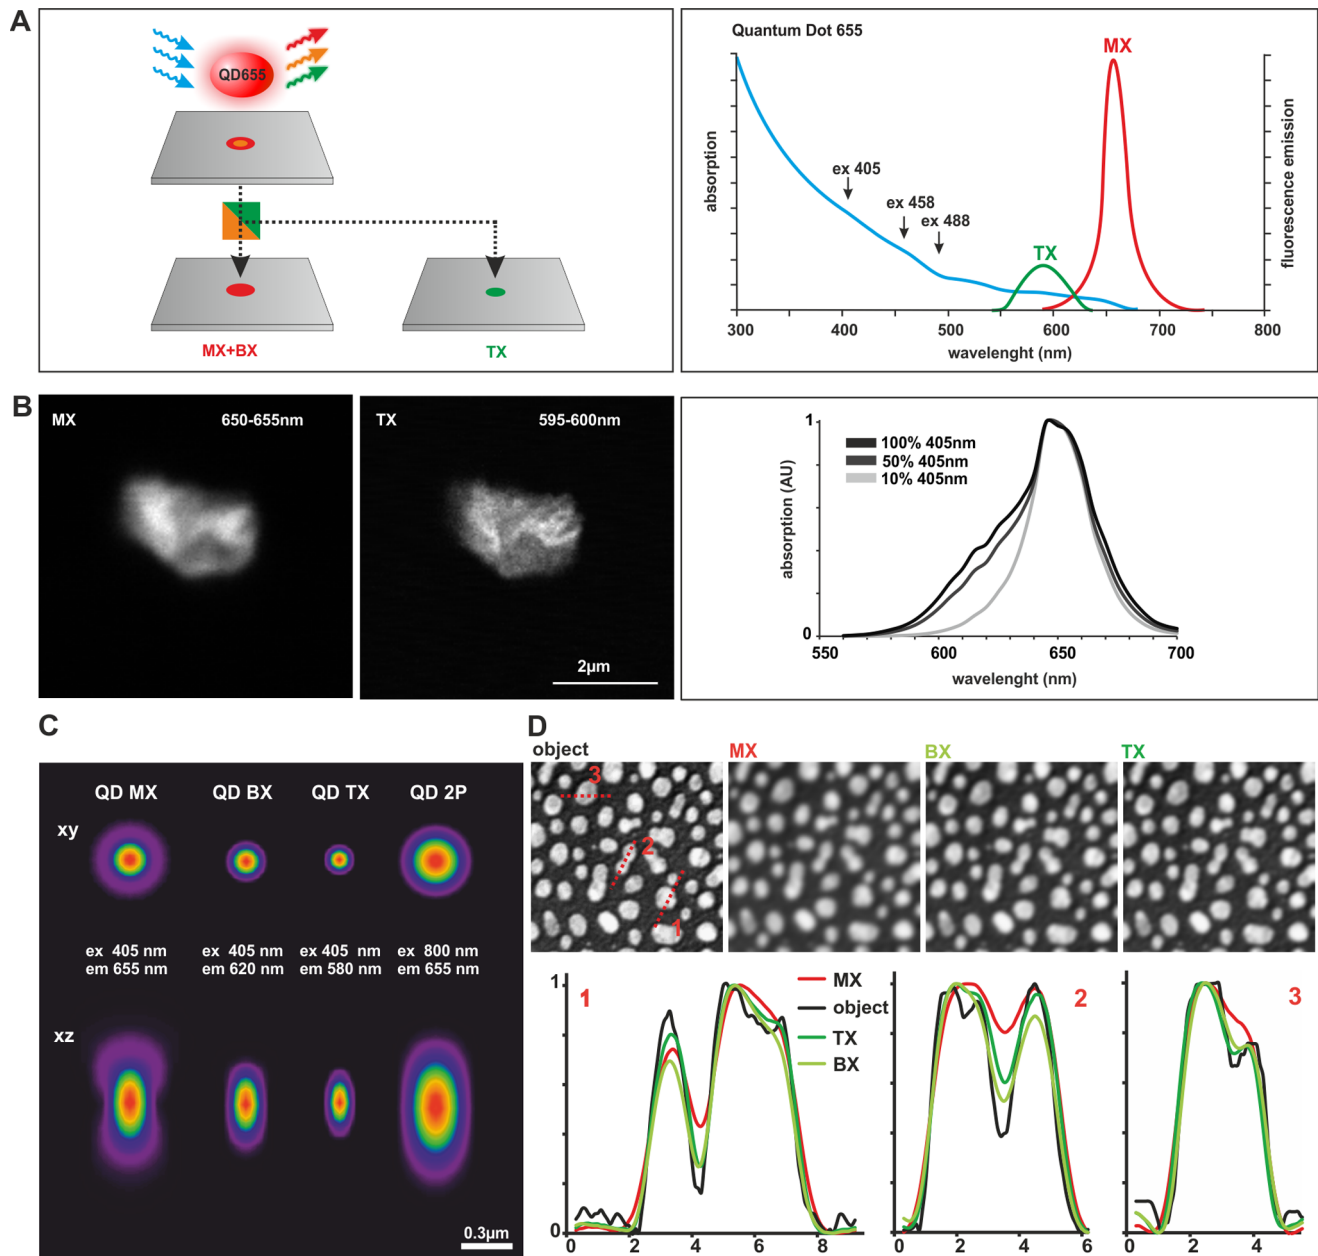 A
QD655
MX+BX
TX
Quantum Dot 655
MX
TX
ex 405
ex 458
ex 488
absorption
fluorescence emission
300
400
500
600
700
800
wavelenght (nm)
B
MX
650-655nm
TX
595-600nm
2µm
1
0
100% 405nm
50% 405nm
10% 405nm
absorption (AU)
550
600
650
700
wavelenght (nm)
C
QD MX
QD BX
QD TX
QD 2P
xy
ex 405 nm
em 655 nm
ex 405 nm
em 620 nm
ex 405 nm
em 580 nm
ex 800 nm
em 655 nm
xz
0.3µm
D
object
MX
BX
TX
3
2
1
1
0
1
MX
object
TX
BX
2
3
0
2
4
6
8
0
2
4
6
0
2
4